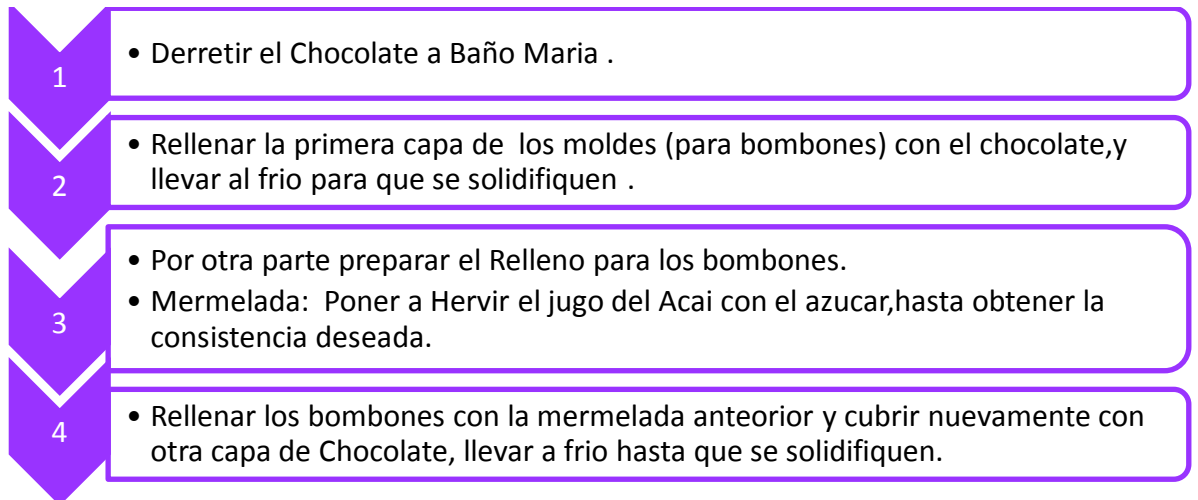 1
• Derretir el Chocolate a Baño Maria .
2
• Rellenar la primera capa de los moldes (para bombones) con el chocolate,y
llevar al frio para que se solidifiquen .
3
• Por otra parte preparar el Relleno para los bombones.
• Mermelada: Poner a Hervir el jugo del Acai con el azucar,hasta obtener la
consistencia deseada.
4
• Rellenar los bombones con la mermelada anteorior y cubrir nuevamente con
otra capa de Chocolate, llevar a frio hasta que se solidifiquen.